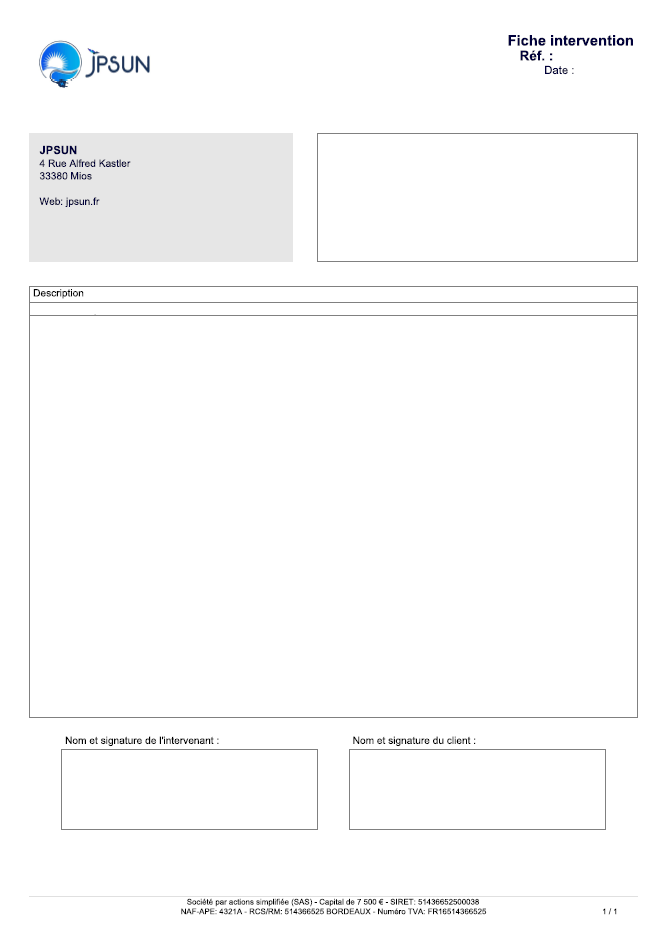 JPSUN
Fiche intervention
Réf. :
Date :
JPSUN
4 Rue Alfred Kastler
33380 Mios
Web: jpsun.fr
Description
Nom et signature de l'intervenant :
Nom et signature du client :
Société par actions simplifiée (SAS) - Capital de 7 500 € - SIRET: 51436652500038
NAF-APE: 4321A - RCS/RM: 514366525 BORDEAUX - Numéro TVA: FR16514366525
1 / 1